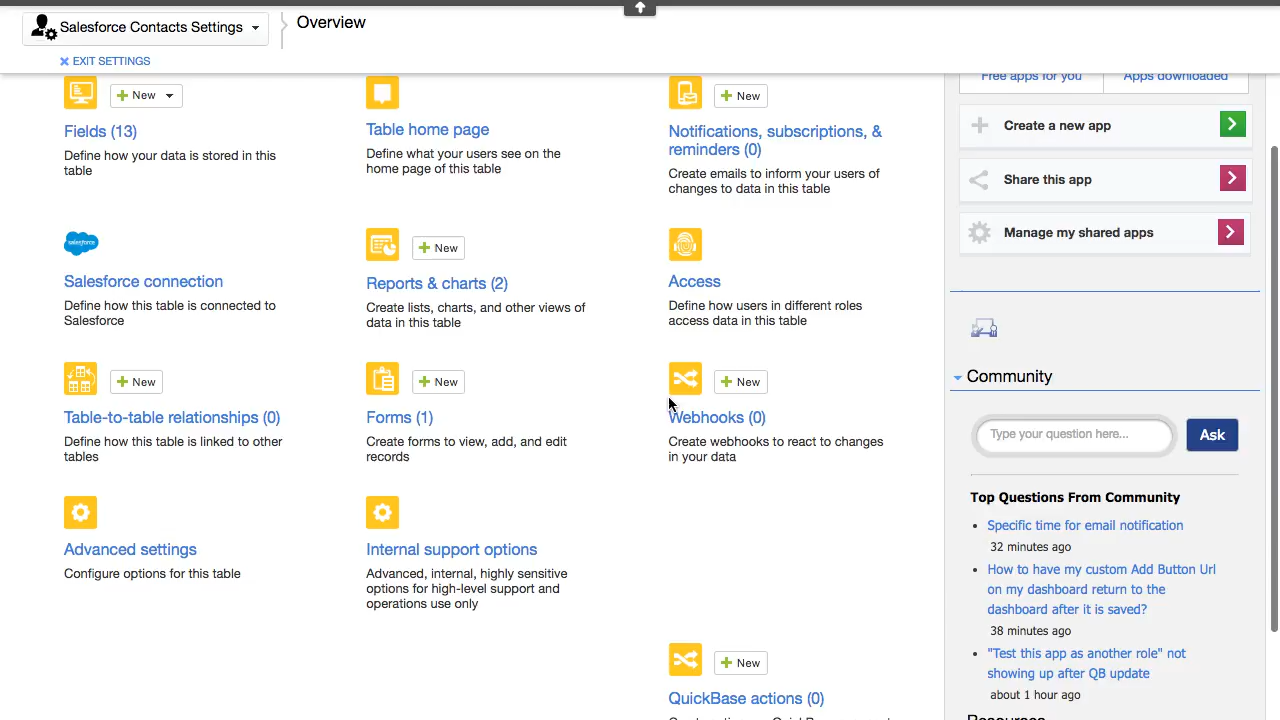 Salesforce Contacts Settings
Overview
EXIT SETTINGS
New
Fields (13)
Define how your data is stored in this
table
Table home page
Define what your users see on the
home page of this table
New
Notifications, subscriptions, &
reminders (0)
Create emails to inform your users of
changes to data in this table
salesforce
Salesforce connection
Define how this table is connected to
Salesforce
New
Reports & charts (2)
Create lists, charts, and other views of
data in this table
Access
Define how users in different roles
access data in this table
New
Table-to-table relationships (0)
Define how this table is linked to other
tables
New
Forms (1)
Create forms to view, add, and edit
records
New
Webhooks (0)
Create webhooks to react to changes
in your data
Advanced settings
Configure options for this table
Internal support options
Advanced, internal, highly sensitive
options for high-level support and
operations use only
New
QuickBase actions (0)
Free apps for you
Apps downloaded
Create a new app
Share this app
Manage my shared apps
Community
Type your question here...
Ask
Top Questions From Community
Specific time for email notification
32 minutes ago
How to have my custom Add Button Url
on my dashboard return to the
dashboard after it is saved?
38 minutes ago
"Test this app as another role" not
showing up after QB update
about 1 hour ago
Resources